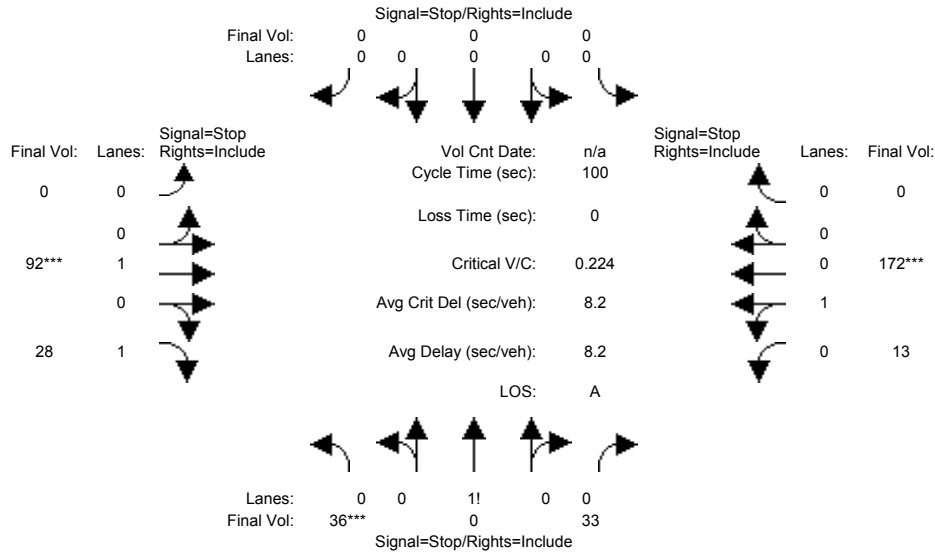 Signal=Stop/Rights=Include
Final Vol: 0 0 0
Lanes: 0 0 0 0 0
Signal=Stop
Final Vol: Lanes: Rights=Include
Vol Cnt Date: n/a
Signal=Stop
Rights=Include Lanes: Final Vol:
Cycle Time (sec): 100
0 0
0 0
Loss Time (sec): 0
0
0
92*** 1
Critical V/C: 0.224
0 172***
0
Avg Crit Del (sec/veh): 8.2
1
28 1
Avg Delay (sec/veh): 8.2
0 13
LOS: A
Lanes: 0 0 1! 0 0
Final Vol: 36*** 0 33
Signal=Stop/Rights=Include